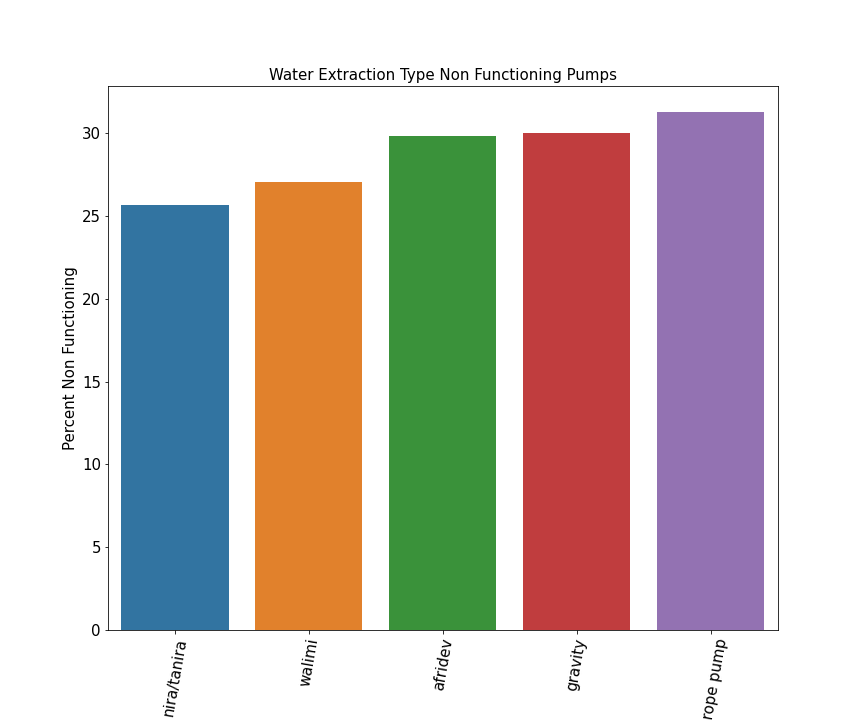 Water Extraction Type Non Functioning Pumps
Percent Non Functioning
30
25
20
15
10
5
0
nira/tanira
walimi
afridev
gravity
rope pump